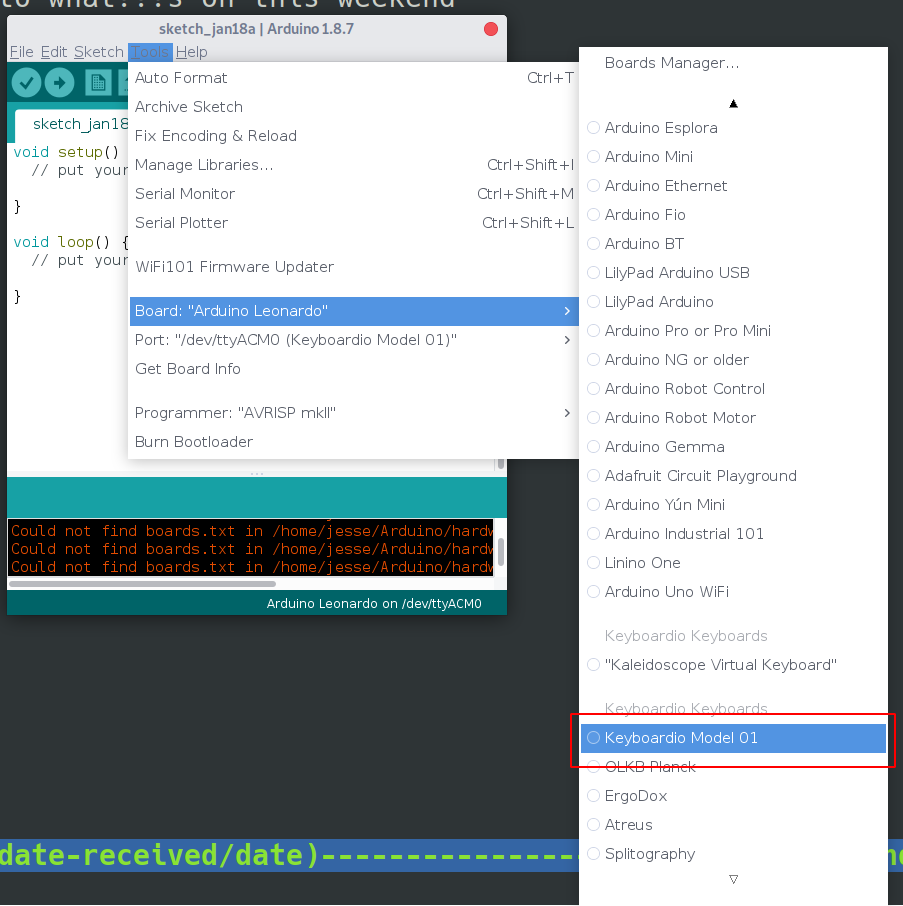 to what...s on this weekend
sketch_jan18a | Arduino 1.8.7
File Edit Sketch Tools Help
sketch_jan18
void setup()
// put your
}
void loop() {
// put your
}
Auto Format Ctrl+T
Archive Sketch
Fix Encoding & Reload
Manage Libraries... Ctrl+Shift+I
Serial Monitor Ctrl+Shift+M
Serial Plotter Ctrl+Shift+L
WiFi101 Firmware Updater
Board: "Arduino Leonardo"
Port: "/dev/ttyACM0 (Keyboardio Model 01)"
Get Board Info
Programmer: "AVRISP mkII"
Burn Bootloader
Could not find boards.txt in /home/jesse/Arduino/hardw
Could not find boards.txt in /home/jesse/Arduino/hardw
Could not find boards.txt in /home/jesse/Arduino/hardw
Arduino Leonardo on /dev/ttyACM0
Boards Manager...
Arduino Esplora
Arduino Mini
Arduino Ethernet
Arduino Fio
Arduino BT
LilyPad Arduino USB
LilyPad Arduino
Arduino Pro or Pro Mini
Arduino NG or older
Arduino Robot Control
Arduino Robot Motor
Arduino Gemma
Adafruit Circuit Playground
Arduino Yún Mini
Arduino Industrial 101
Linino One
Arduino Uno WiFi
Keyboardio Keyboards
"Kaleidoscope Virtual Keyboard"
Keyboardio Keyboards
Keyboardio Model 01
OLKB Planck
ErgoDox
Atreus
Splitography
date-received/date)----------------